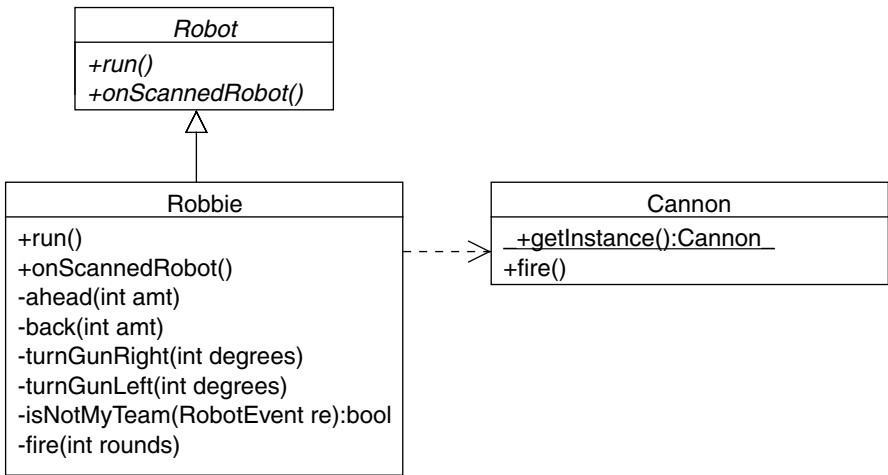 Robot
+run()
+onScannedRobot()
Robbie
+run()
+onScannedRobot()
-ahead(int amt)
-back(int amt)
-turnGunRight(int degrees)
-turnGunLeft(int degrees)
-isNotMyTeam(RobotEvent re):bool
-fire(int rounds)
Cannon
_+getInstance():Cannon_
+fire()